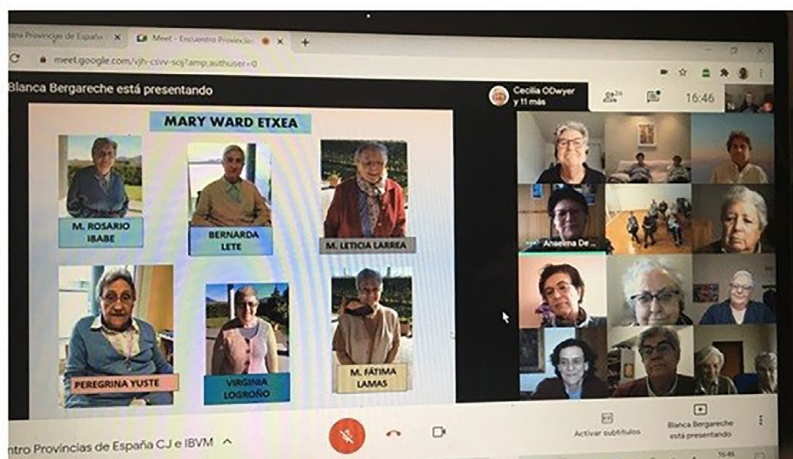 Provincias de España
Meet - Encuentro Provincias
meet.google.com/vjh-csvv-soj?amp;authuser=0
Blanca Bergareche está presentando
Cecilia ODwyer
y 11 más
16:46
MARY WARD ETXEA
M. ROSARIO
IBABE
BERNARDA
LETE
M. LETICIA LARREA
PEREGRINA YUSTE
VIRGINIA
LOGROÑO
M. FÁTIMA
LAMAS
Anselma De ...
ntro Provincias de España CJ e IBVM
Activar subtítulos
Blanca Bergareche
está presentando
16:46